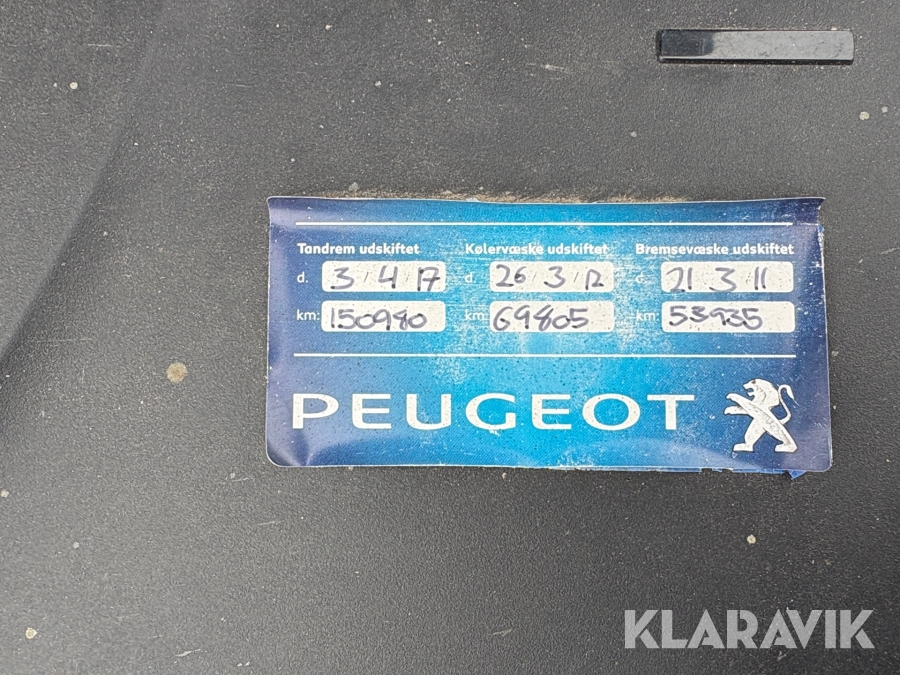 Tandrem udskiftet Kølervæske udskiftet Bremsevæske udskiftet
d. 3/4 17 d. 26/3/12 d. 21 3 11
km: 150980 km: 69805 km: 53935
PEUGEOT
KLARAVIK